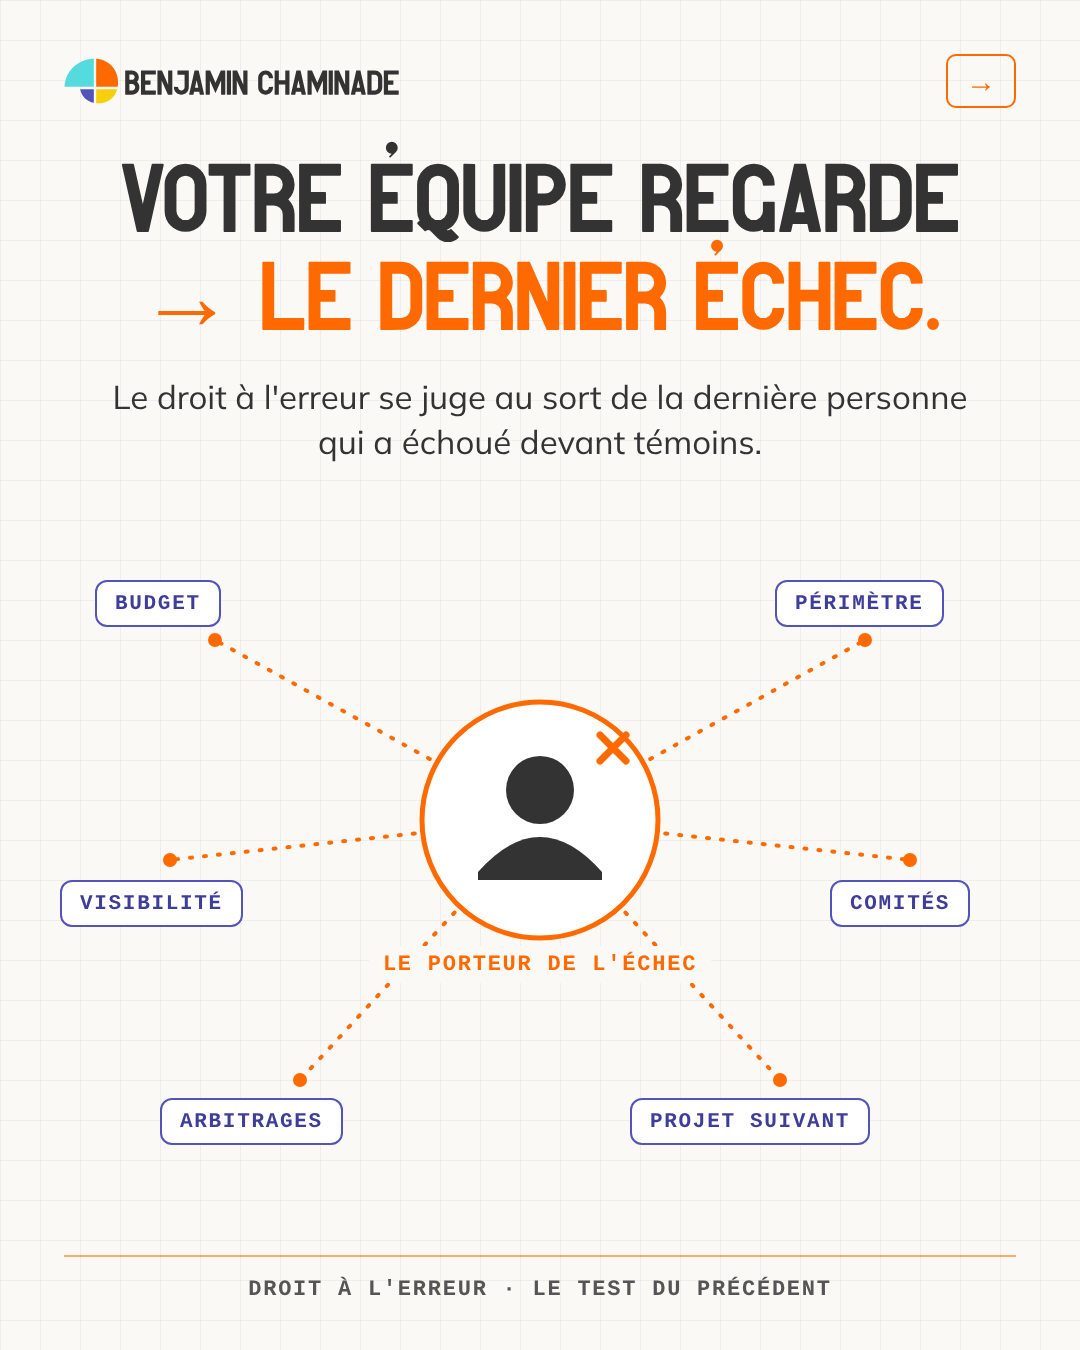 BENJAMIN CHAMINADE
→
VOTRE ÉQUIPE REGARDE
→ LE DERNIER ÉCHEC.
Le droit à l'erreur se juge au sort de la dernière personne
qui a échoué devant témoins.
BUDGET
PÉRIMÈTRE
VISIBILITÉ
COMITÉS
LE PORTEUR DE L'ÉCHEC
ARBITRAGES
PROJET SUIVANT
DROIT À L'ERREUR · LE TEST DU PRÉCÉDENT